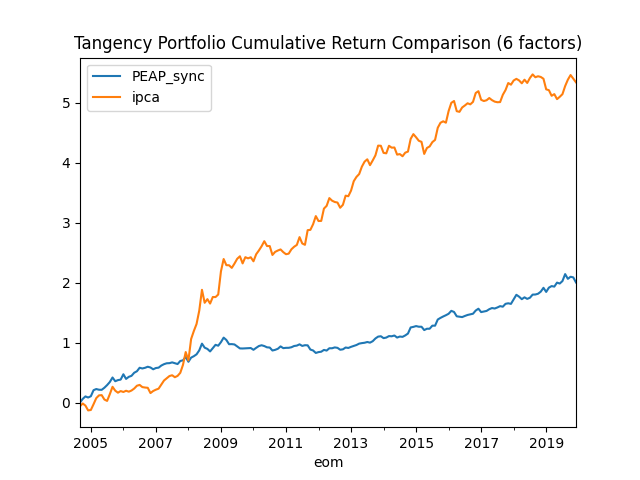 Tangency Portfolio Cumulative Return Comparison (6 factors)
PEAP_sync
ipca
5
4
3
2
1
0
2005 2007 2009 2011 2013 2015 2017 2019
eom